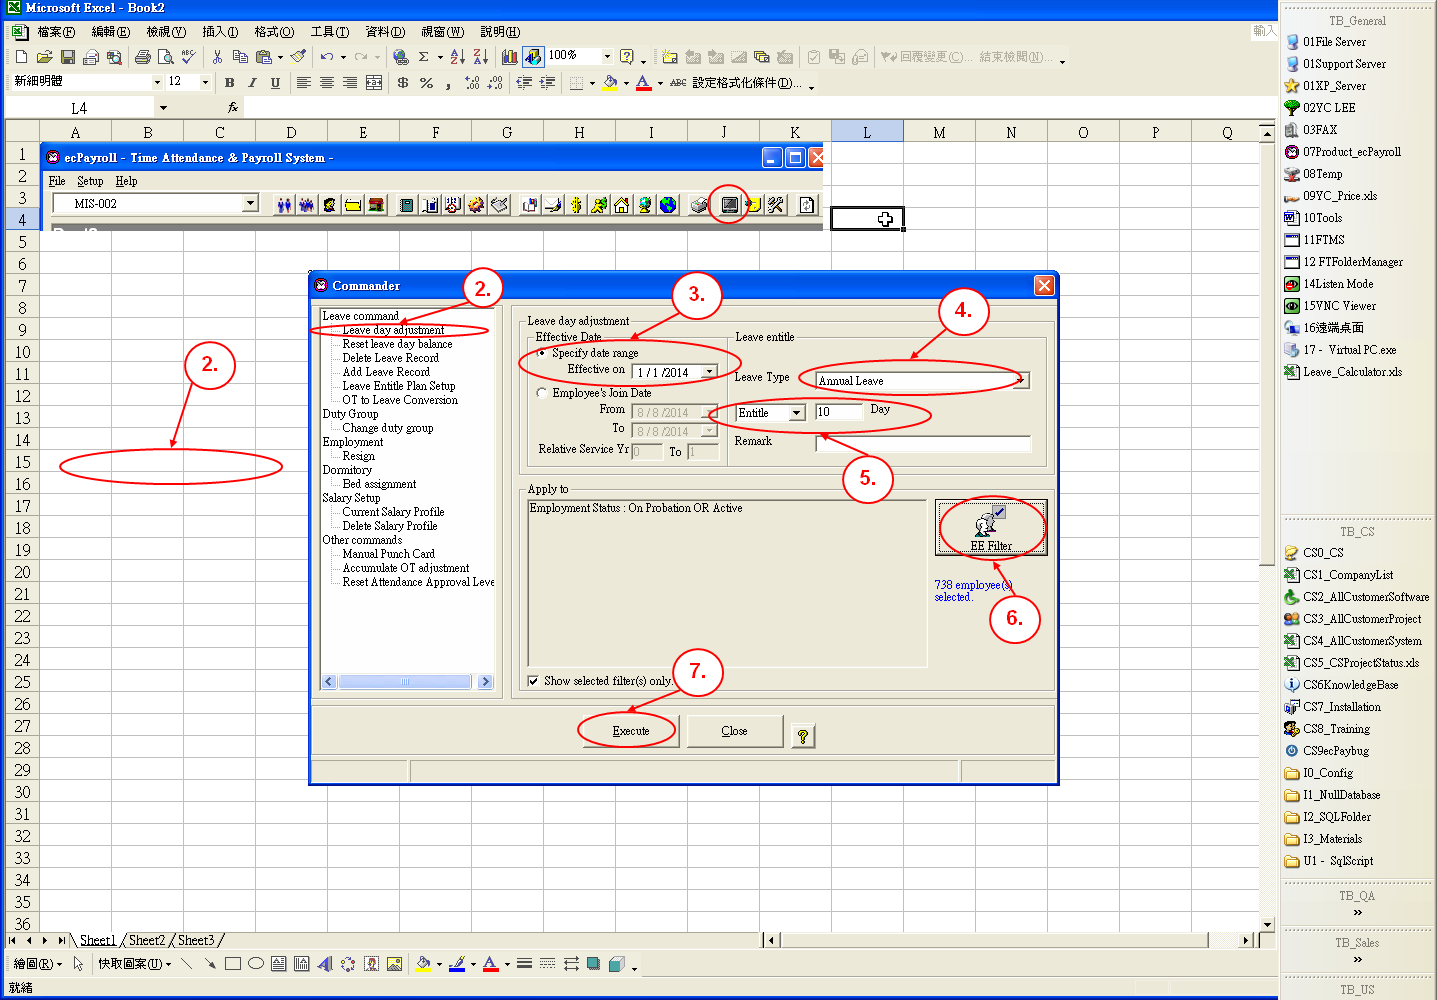 Microsoft Excel - Book2
檔案(F) 編輯(E) 檢視(V) 插入(I) 格式(O) 工具(T) 資料(D) 視窗(W) 說明(H) 輸入
100% 回覆變更(C)... 結束檢閱(N)...
新細明體 12 B I U $ % , ABC 設定格式化條件(D)...
L4 fx
A B C D E F G H I J K L M N O P Q
1
2
3
4
5
6
7
8
9
10
11
12
13
14
15
16
17
18
19
20
21
22
23
24
25
26
27
28
29
30
31
32
33
34
35
36
ecPayroll - Time Attendance & Payroll System -
File Setup Help
MIS-002
2.
Commander
2.
3.
4.
5.
6.
7.
Leave command
Leave day adjustment
Reset leave day balance
Delete Leave Record
Add Leave Record
Leave Entitle Plan Setup
OT to Leave Conversion
Duty Group
Change duty group
Employment
Resign
Dormitory
Bed assignment
Salary Setup
Current Salary Profile
Delete Salary Profile
Other commands
Manual Punch Card
Accumulate OT adjustment
Reset Attendance Approval Leve
Leave day adjustment
Effective Date
Specify date range
Effective on 1 / 1 /2014
Employee's Join Date
From 8 / 8 /2014
To 8 / 8 /2014
Relative Service Yr 0 To 1
Leave entitle
Leave Type Annual Leave
Entitle 10 Day
Remark
Apply to
Employment Status : On Probation OR Active
EE Filter
738 employee(s)
selected.
Show selected filter(s) only.
Execute Close ?
Sheet1 Sheet2 Sheet3
繪圖(R) 快取圖案(U)
就緒
TB_General
01File Server
01Support Server
01XP_Server
02YC LEE
03FAX
07Product_ecPayroll
08Temp
09YC_Price.xls
10Tools
11FTMS
12 FTFolderManager
14Listen Mode
15VNC Viewer
16遠端桌面
17 - Virtual PC.exe
Leave_Calculator.xls
TB_CS
CS0_CS
CS1_CompanyList
CS2_AllCustomerSoftware
CS3_AllCustomerProject
CS4_AllCustomerSystem
CS5_CSProjectStatus.xls
CS6KnowledgeBase
CS7_Installation
CS8_Training
CS9ecPaybug
I0_Config
I1_NullDatabase
I2_SQLFolder
I3_Materials
U1 - SqlScript
TB_QA
»
TB_Sales
»
TB_US